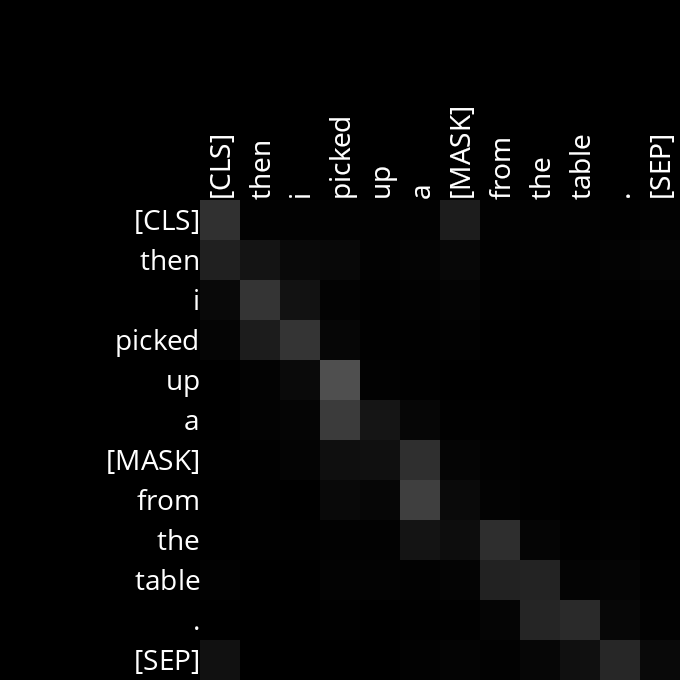 [CLS] then i picked up a [MASK] from the table . [SEP]
[CLS]
then
i
picked
up
a
[MASK]
from
the
table
.
[SEP]